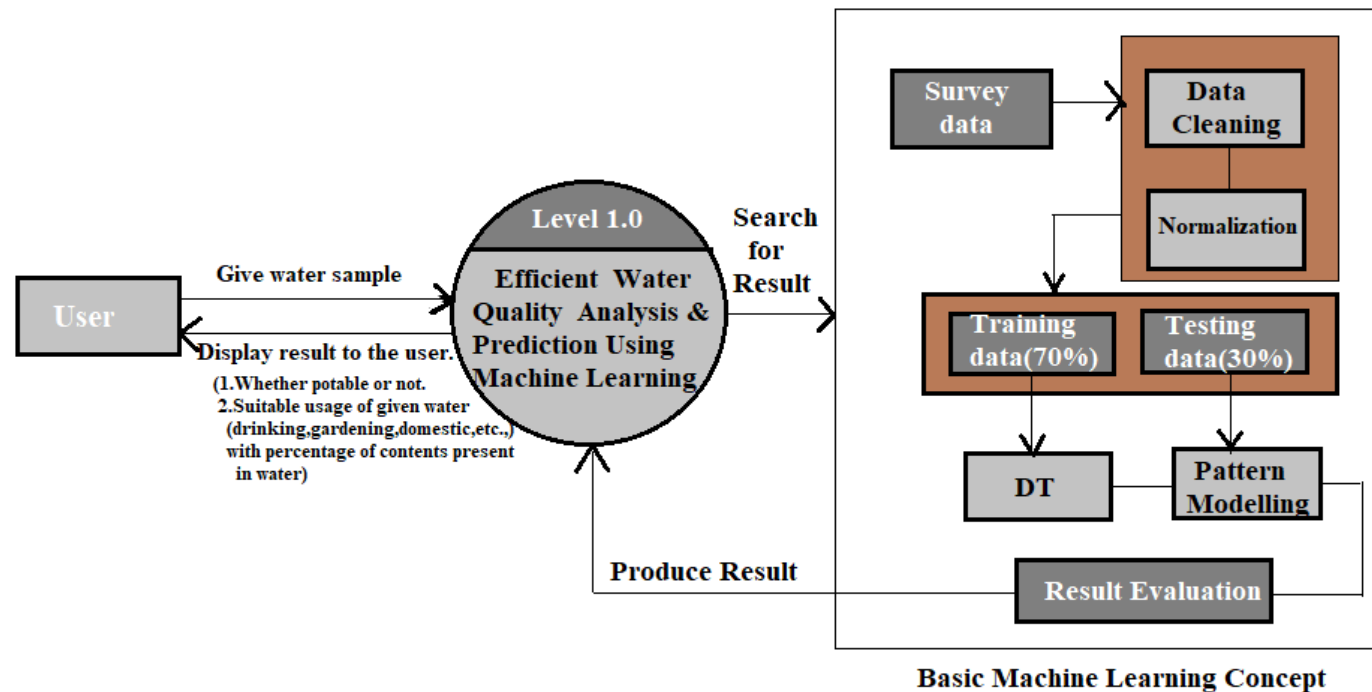 User
Give water sample
Display result to the user.
(1.Whether potable or not.
2.Suitable usage of given water
(drinking,gardening,domestic,etc.,)
with percentage of contents present
in water)
Level 1.0
Efficient Water
Quality Analysis &
Prediction Using
Machine Learning
Search
for
Result
Survey
data
Data
Cleaning
Normalization
Training
data(70%)
Testing
data(30%)
DT
Pattern
Modelling
Result Evaluation
Produce Result
Basic Machine Learning Concept